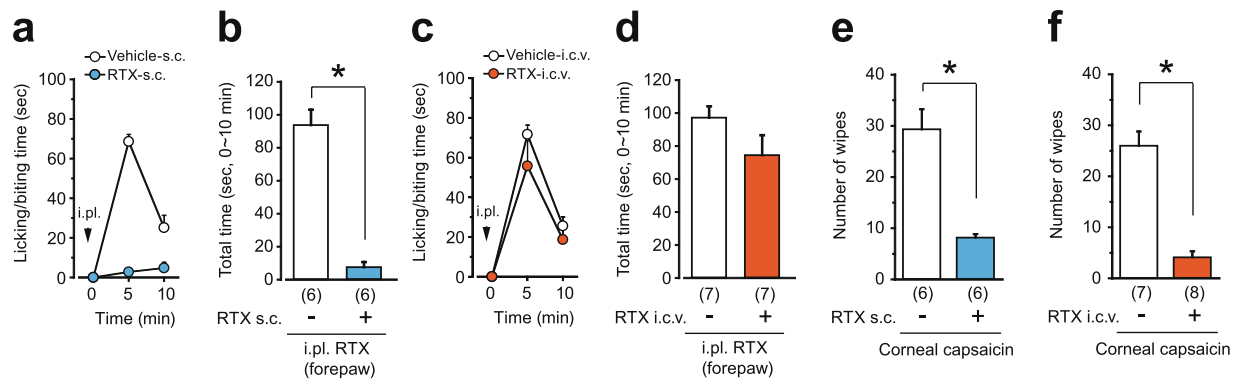 a
Vehicle-s.c.
RTX-s.c.
Licking/biting time (sec)
100
80
60
40
20
0
i.pl.
0 5 10
Time (min)
b
Total time (sec, 0~10 min)
120
100
80
60
40
20
0
*
(6) (6)
RTX s.c. - +
i.pl. RTX
(forepaw)
c
Vehicle-i.c.v.
RTX-i.c.v.
Licking/biting time (sec)
100
80
60
40
20
0
i.pl.
0 5 10
Time (min)
d
Total time (sec, 0~10 min)
120
100
80
60
40
20
0
(7) (7)
RTX i.c.v. - +
i.pl. RTX
(forepaw)
e
Number of wipes
40
30
20
10
0
*
(6) (6)
RTX s.c. - +
Corneal capsaicin
f
Number of wipes
40
30
20
10
0
*
(7) (8)
RTX i.c.v. - +
Corneal capsaicin